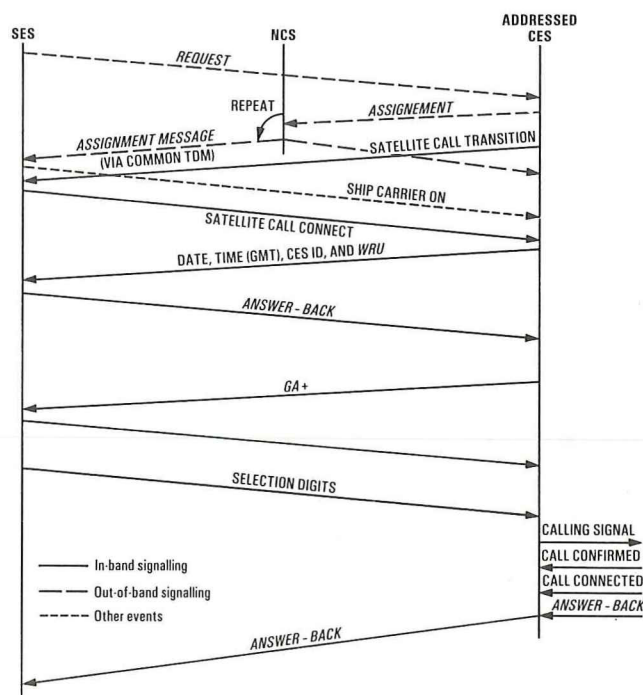 SES
NCS
ADDRESSED
CES
REQUEST
REPEAT
ASSIGNEMENT
ASSIGNMENT MESSAGE
(VIA COMMON TDM)
SATELLITE CALL TRANSITION
SHIP CARRIER ON
SATELLITE CALL CONNECT
DATE, TIME (GMT), CES ID, AND WRU
ANSWER - BACK
GA +
SELECTION DIGITS
CALLING SIGNAL
CALL CONFIRMED
CALL CONNECTED
ANSWER - BACK
In-band signalling
Out-of-band signalling
Other events
ANSWER - BACK